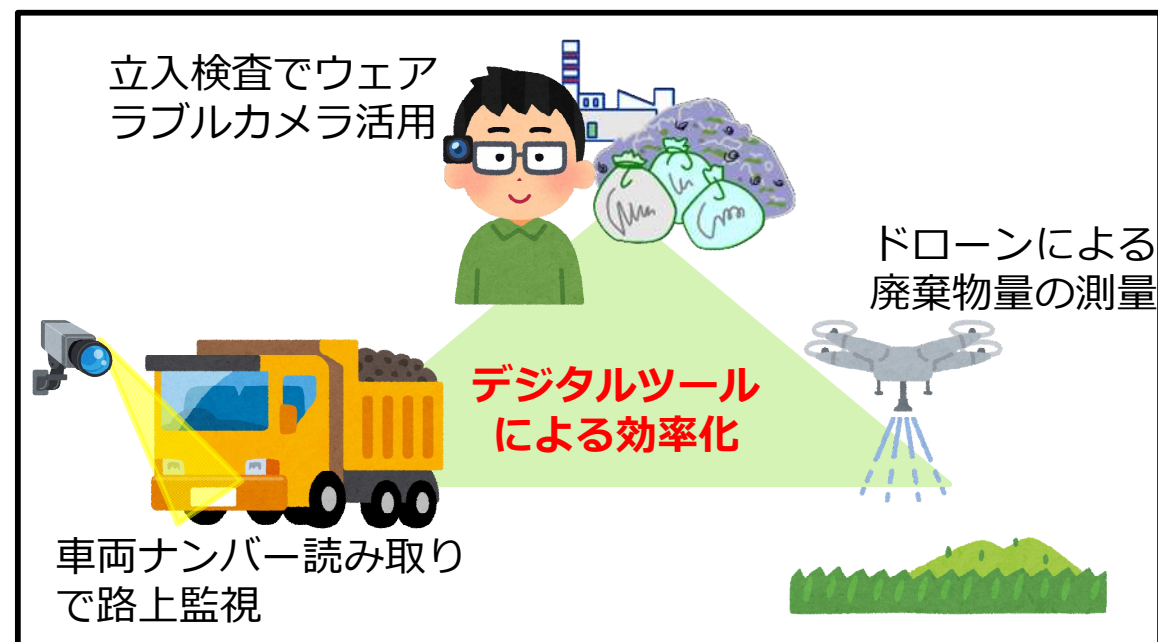 立入検査でウェア
ラブルカメラ活用
ドローンによる
廃棄物量の測量
デジタルツール
による効率化
車両ナンバー読み取り
で路上監視